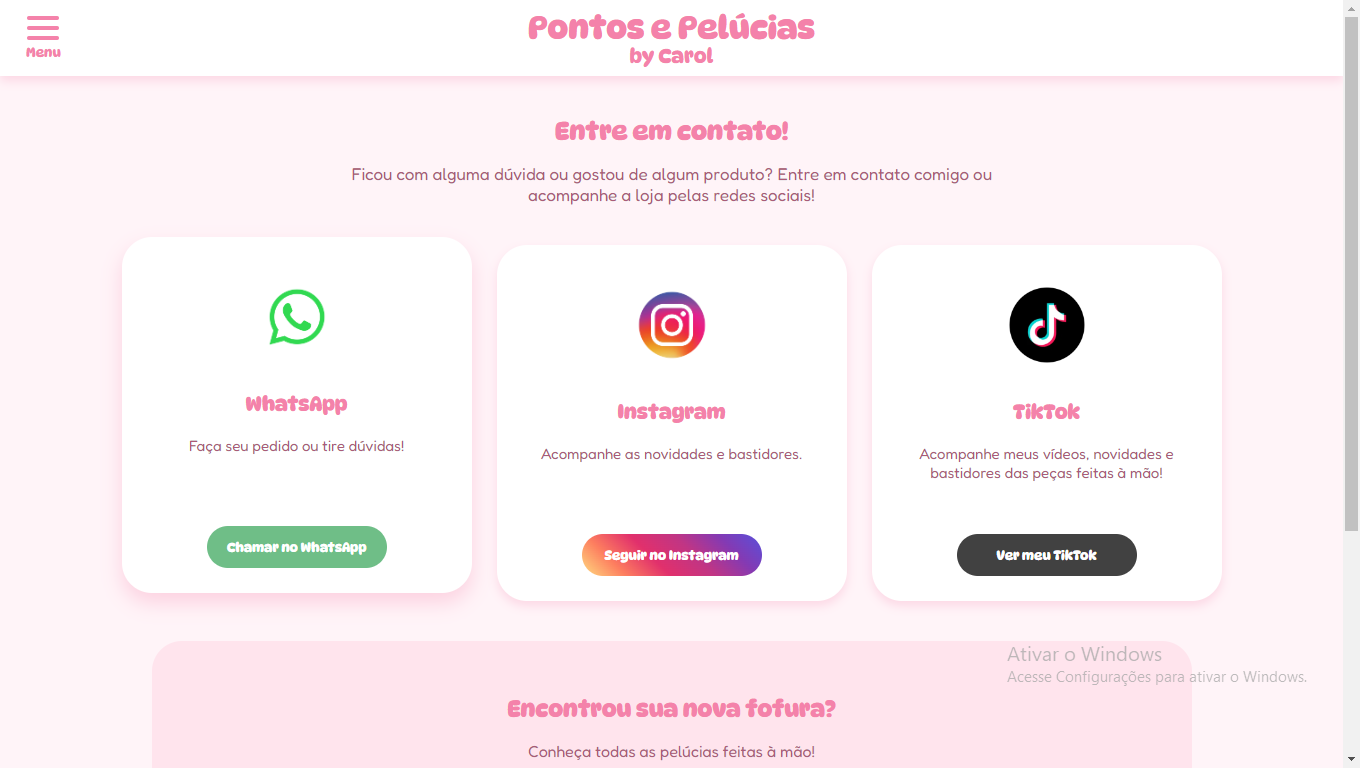 Menu
Pontos e Pelúcias
by Carol
Entre em contato!
Ficou com alguma dúvida ou gostou de algum produto? Entre em contato comigo ou
acompanhe a loja pelas redes sociais!
WhatsApp
Faça seu pedido ou tire dúvidas!
Chamar no WhatsApp
Instagram
Acompanhe as novidades e bastidores.
Seguir no Instagram
TikTok
Acompanhe meus vídeos, novidades e
bastidores das peças feitas à mão!
Ver meu TikTok
Ativar o Windows
Acesse Configurações para ativar o Windows.
Encontrou sua nova fofura?
Conheça todas as pelúcias feitas à mão!